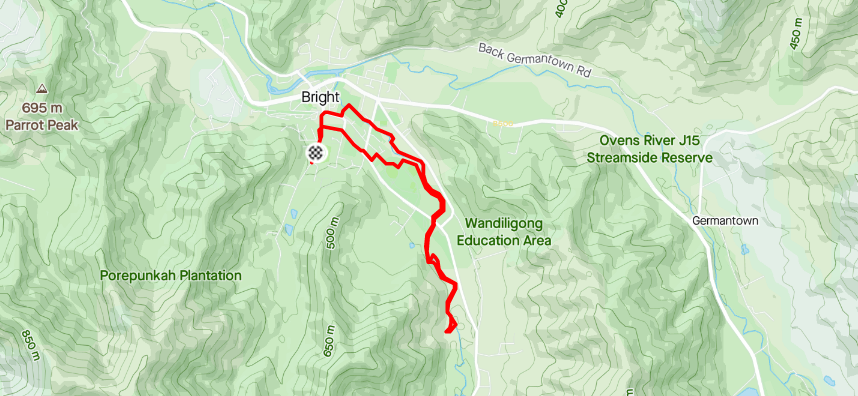 400
450 m
Back Germantown Rd
695 m
Parrot Peak
Bright
Ovens River J15
Streamside Reserve
Wandiligong
Education Area
Germantown
500 m
Porepunkah Plantation
850 m
650 m